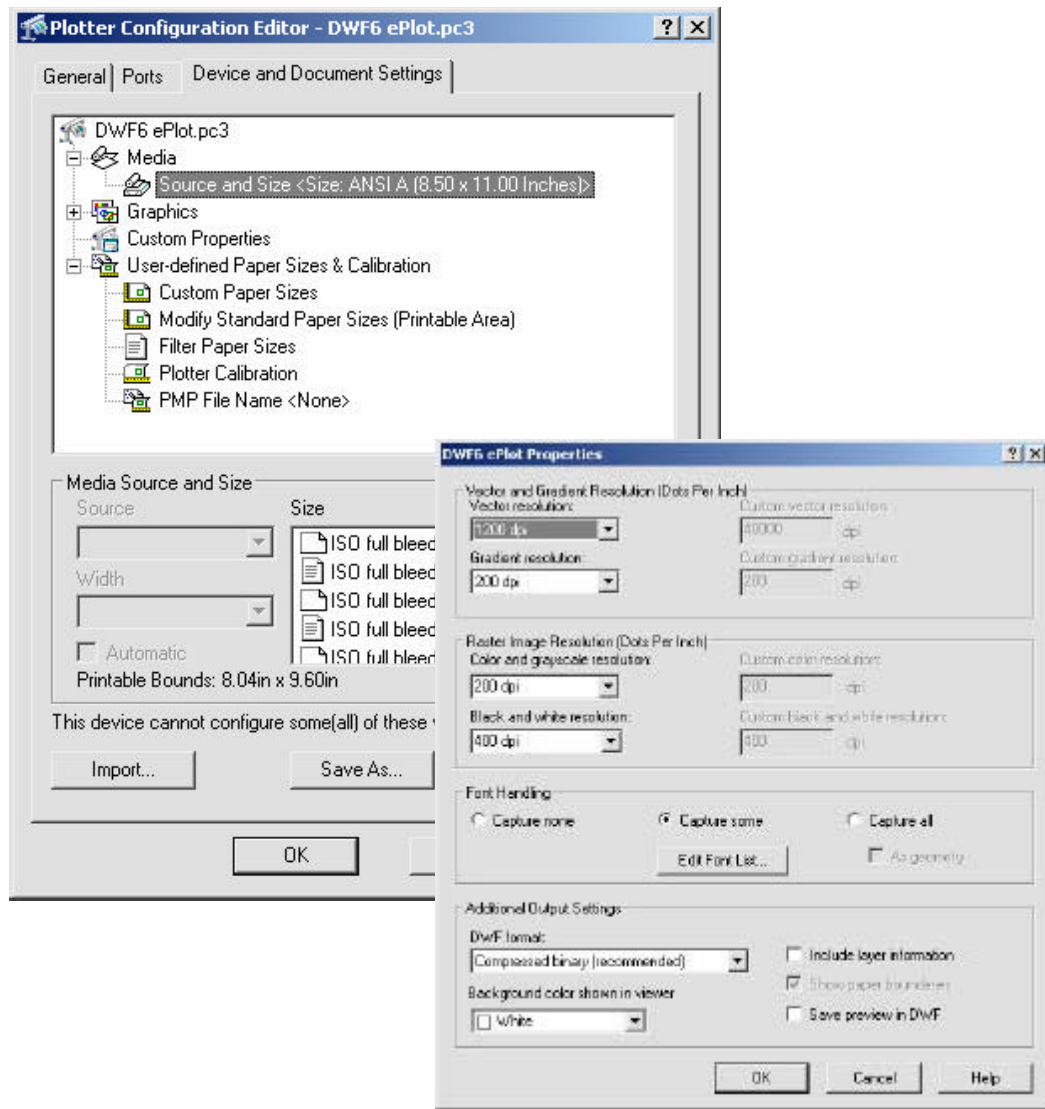 Plotter Configuration Editor - DWF6 ePlot.pc3
General Ports Device and Document Settings
DWF6 ePlot.pc3
Media
Source and Size <Size: ANSI A (8.50 x 11.00 Inches)>
Graphics
Custom Properties
User-defined Paper Sizes & Calibration
Custom Paper Sizes
Modify Standard Paper Sizes (Printable Area)
Filter Paper Sizes
Plotter Calibration
PMP File Name <None>
Media Source and Size
Source
Size
Width
ISO full bleed
ISO full bleed
ISO full bleed
ISO full bleed
ISO full bleed
Automatic
Printable Bounds: 8.04in x 9.60in
This device cannot configure some(all) of these
Import...
Save As...
OK
DWF6 ePlot Properties
Vector and Gradient Resolution (Dots Per Inch)
Vector resolution:
Custom vector resolution:
1200 dpi
40000 dpi
Gradient resolution:
Custom gradient resolution:
200 dpi
200 dpi
Raster Image Resolution (Dots Per Inch)
Color and grayscale resolution:
Custom color resolution:
200 dpi
200 dpi
Black and white resolution:
Custom black and white resolution:
400 dpi
400 dpi
Font Handling
Capture none
Capture some
Capture all
Edit Font List...
As geometry
Additional Output Settings
DWF format:
Compressed binary (recommended)
Include layer information
Show paper boundaries
Background color shown in viewer
White
Save preview in DWF
OK
Cancel
Help